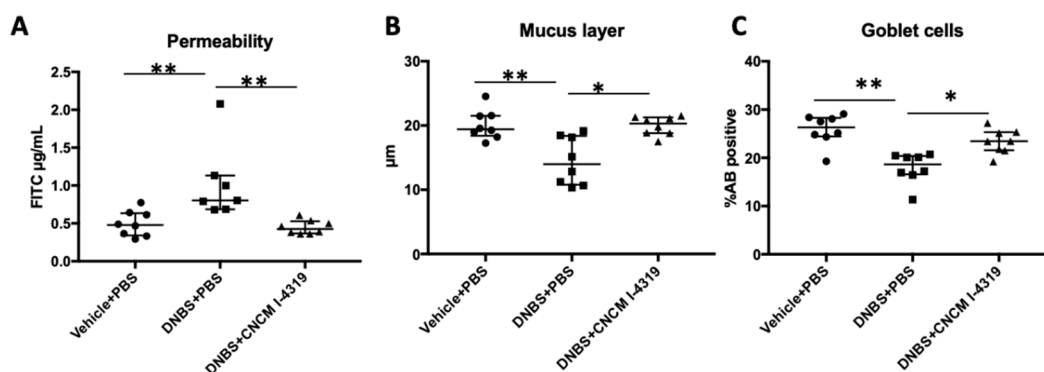 A
Permeability
FITC µg/mL
2.5
2.0
1.5
1.0
0.5
0.0
**
**
Vehicle+PBS
DNBS+PBS
DNBS+CNCM I-4319
B
Mucus layer
µm
30
20
10
0
**
*
Vehicle+PBS
DNBS+PBS
DNBS+CNCM I-4319
C
Goblet cells
%AB positive
40
30
20
10
0
**
*
Vehicle+PBS
DNBS+PBS
DNBS+CNCM I-4319